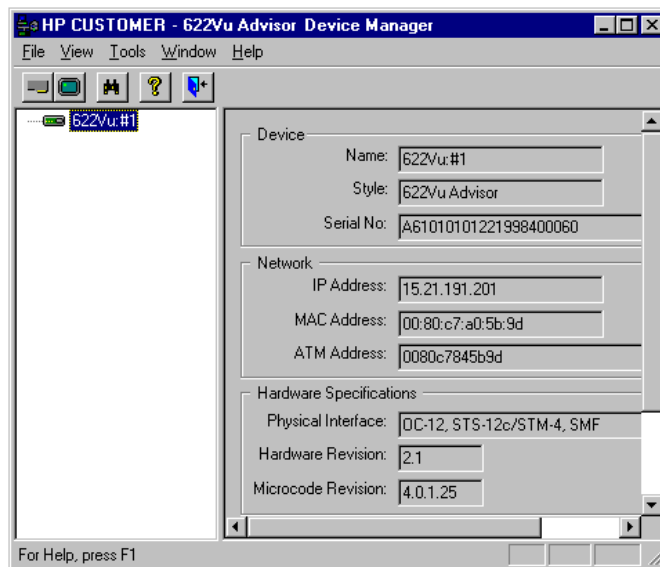 HP CUSTOMER - 622Vu Advisor Device Manager
File View Tools Window Help
622Vu:#1
Device
Name: 622Vu:#1
Style: 622Vu Advisor
Serial No: A61010101221998400060
Network
IP Address: 15.21.191.201
MAC Address: 00:80:c7:a0:5b:9d
ATM Address: 0080c7845b9d
Hardware Specifications
Physical Interface: OC-12, STS-12c/STM-4, SMF
Hardware Revision: 2.1
Microcode Revision: 4.0.1.25
For Help, press F1